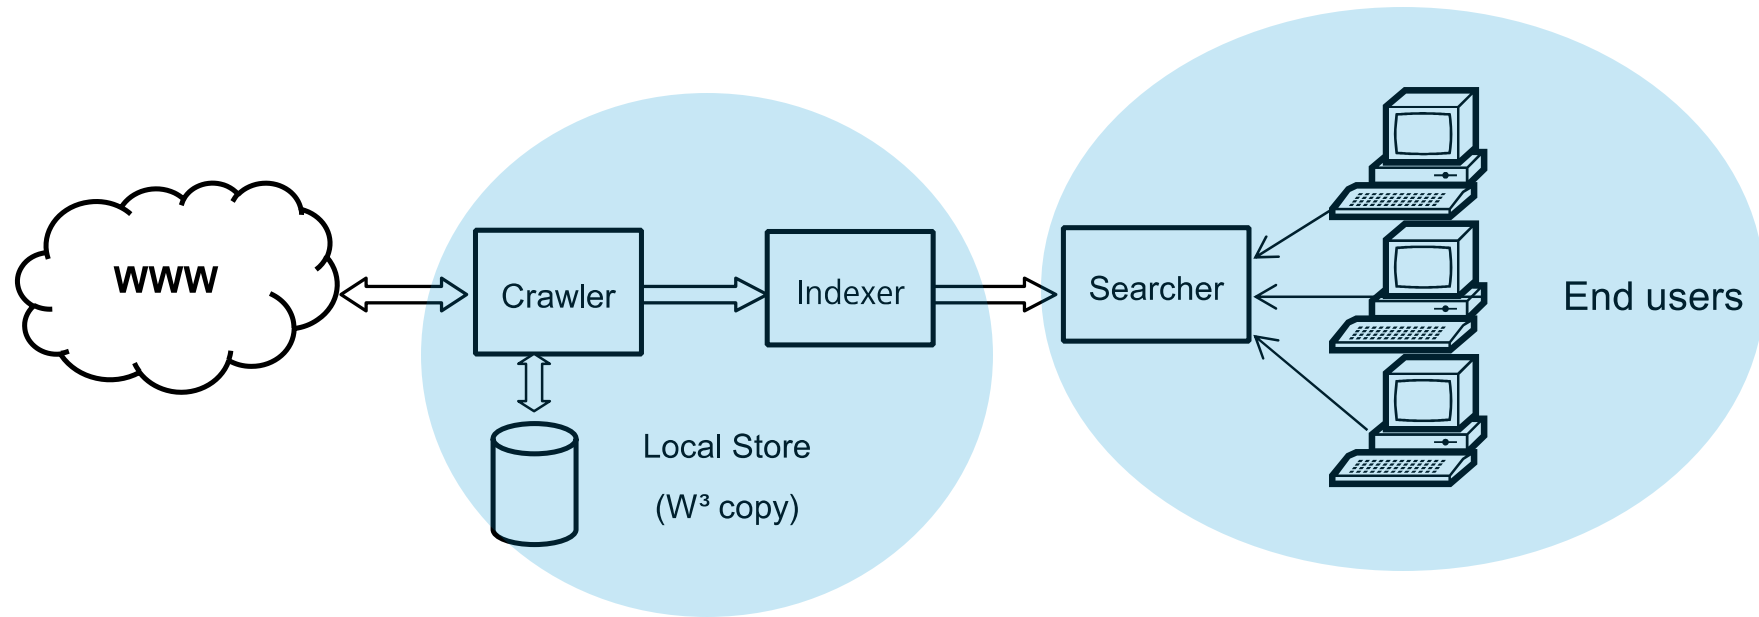 WWW
Crawler
Indexer
Searcher
End users
Local Store
(W³ copy)